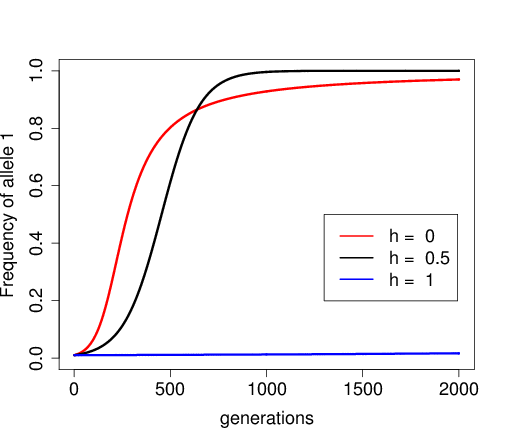 Frequency of allele 1
1.0
0.8
0.6
0.4
0.2
0.0
h = 0
h = 0.5
h = 1
0 500 1000 1500 2000
generations